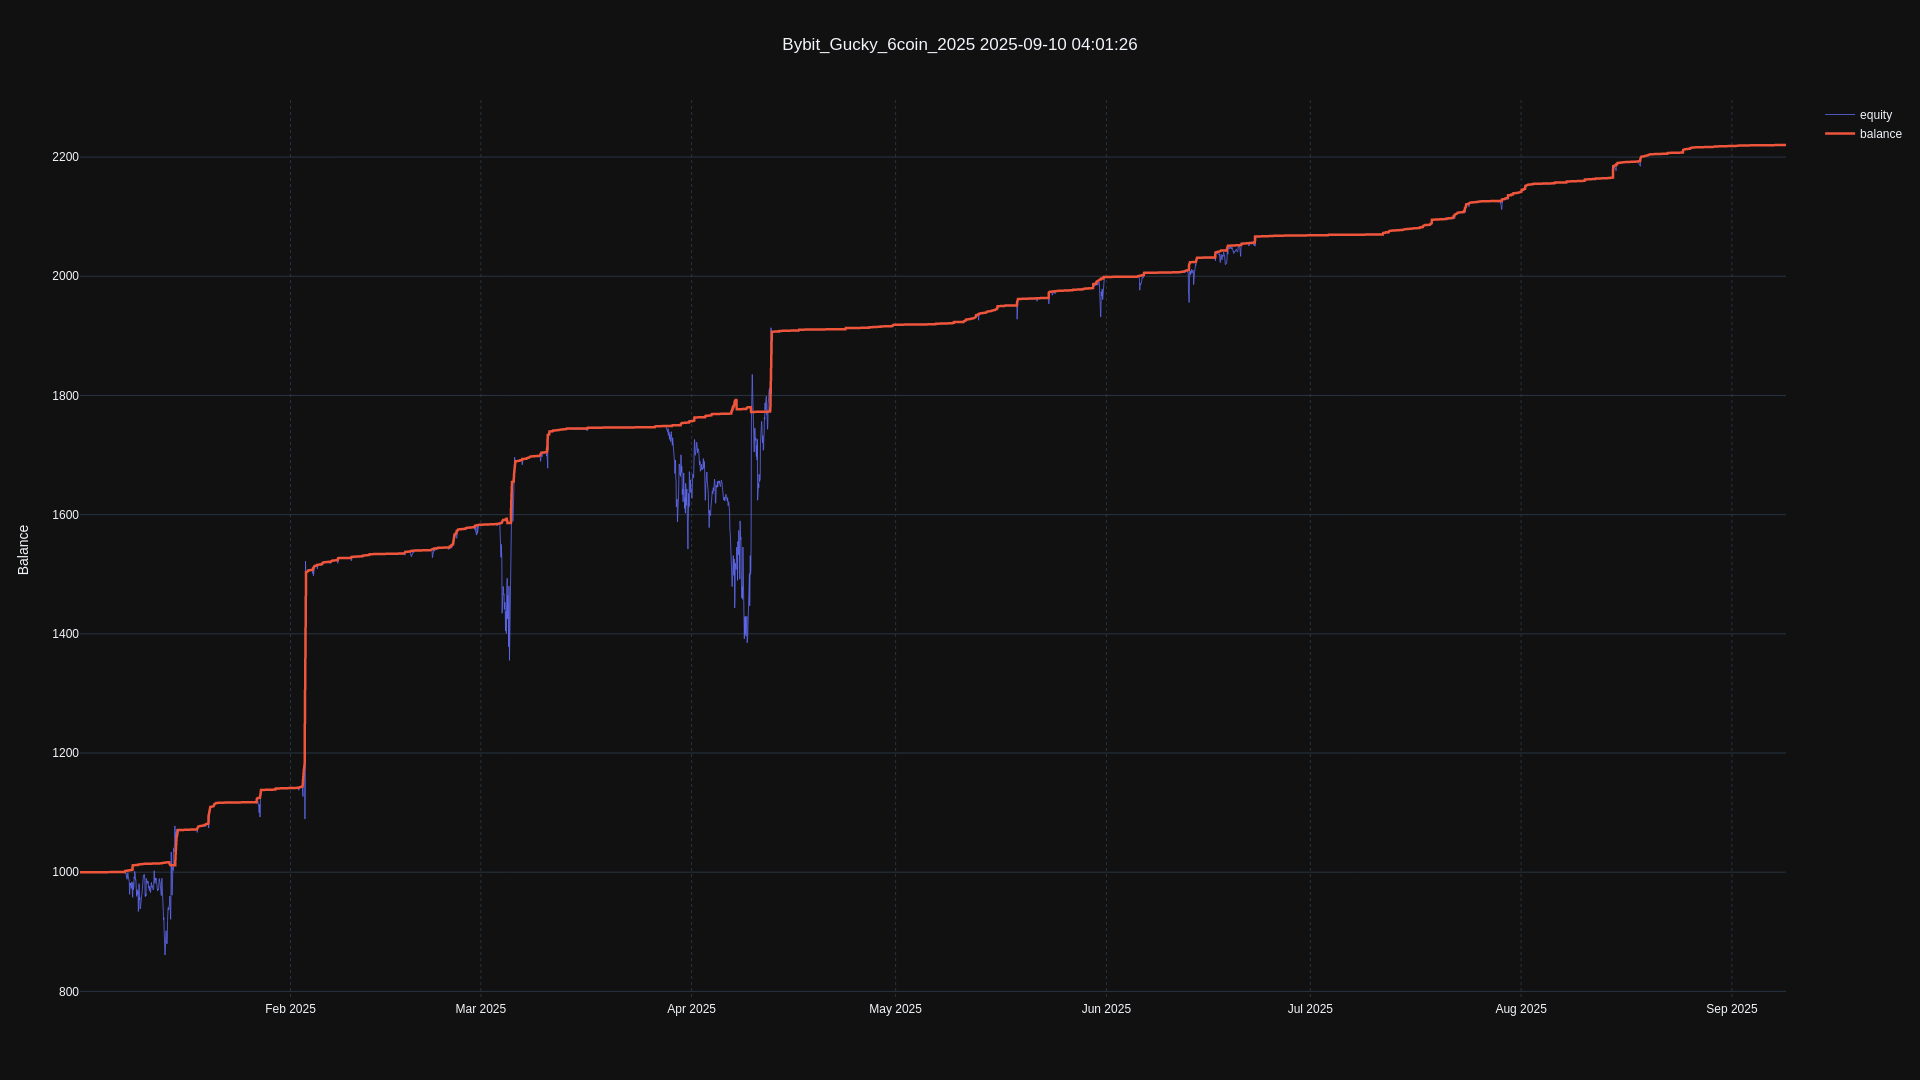 Bybit_Gucky_6coin_2025 2025-09-10 04:01:26
equity
balance
2200
2000
1800
1600
1400
1200
1000
800
Balance
Feb 2025
Mar 2025
Apr 2025
May 2025
Jun 2025
Jul 2025
Aug 2025
Sep 2025